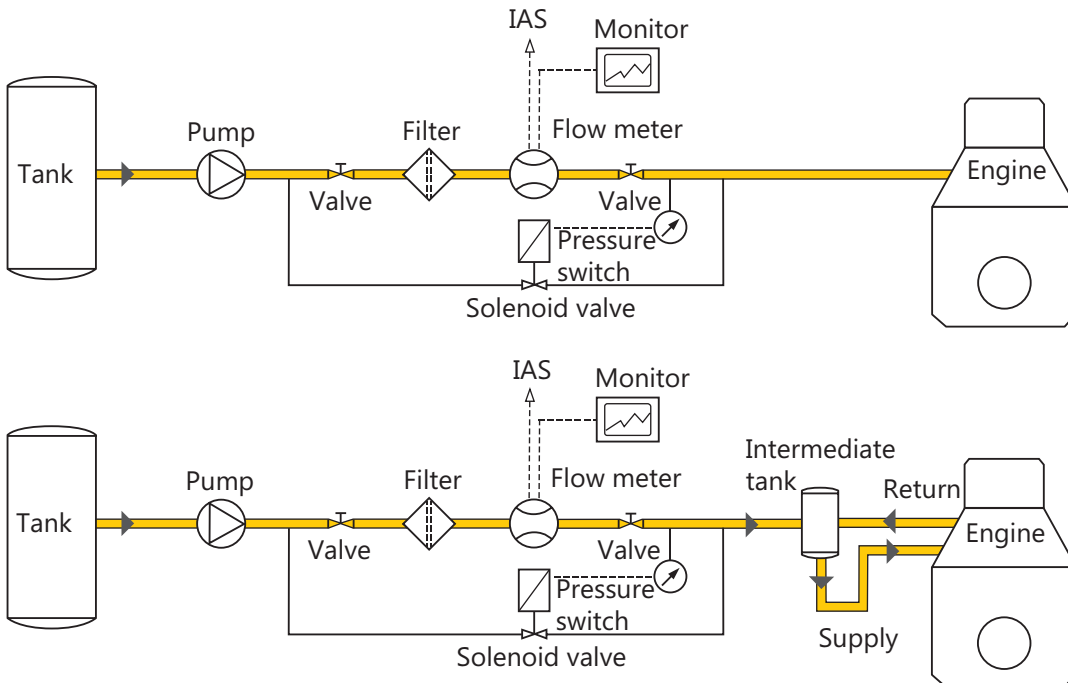 IAS
Monitor
Pump
Filter
Flow meter
Tank
Engine
Valve
Valve
Pressure
switch
Solenoid valve
IAS
Monitor
Intermediate
tank
Pump
Filter
Flow meter
Return
Tank
Engine
Valve
Valve
Pressure
switch
Supply
Solenoid valve